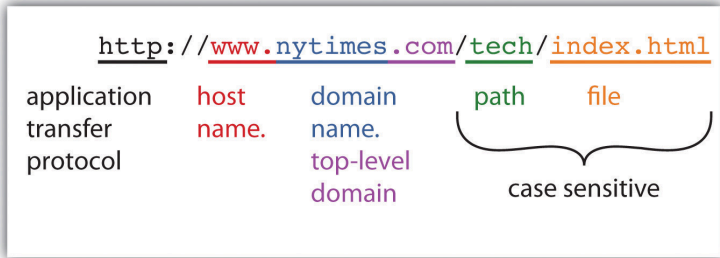 http://www.nytimes.com/tech/index.html
application host domain path file
transfer name. name.
protocol top-level
domain
case sensitive